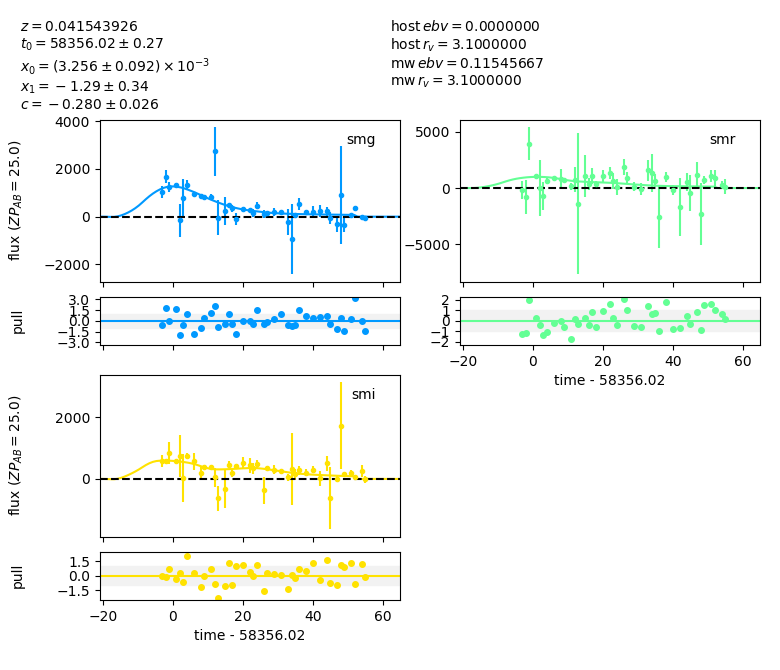 z = 0.041543926
t₀ = 58356.02 ± 0.27
x₀ = (3.256 ± 0.092) × 10⁻³
x₁ = −1.29 ± 0.34
c = −0.280 ± 0.026
host ebv = 0.0000000
host r_v = 3.1000000
mw ebv = 0.11545667
mw r_v = 3.1000000
flux (ZP_AB = 25.0)
4000
2000
0
−2000
smg
5000
0
−5000
smr
pull
3.0
1.5
0.0
−1.5
−3.0
2
1
0
−1
−2
−20 0 20 40 60
time - 58356.02
flux (ZP_AB = 25.0)
2000
0
smi
pull
1.5
0.0
−1.5
−20 0 20 40 60
time - 58356.02